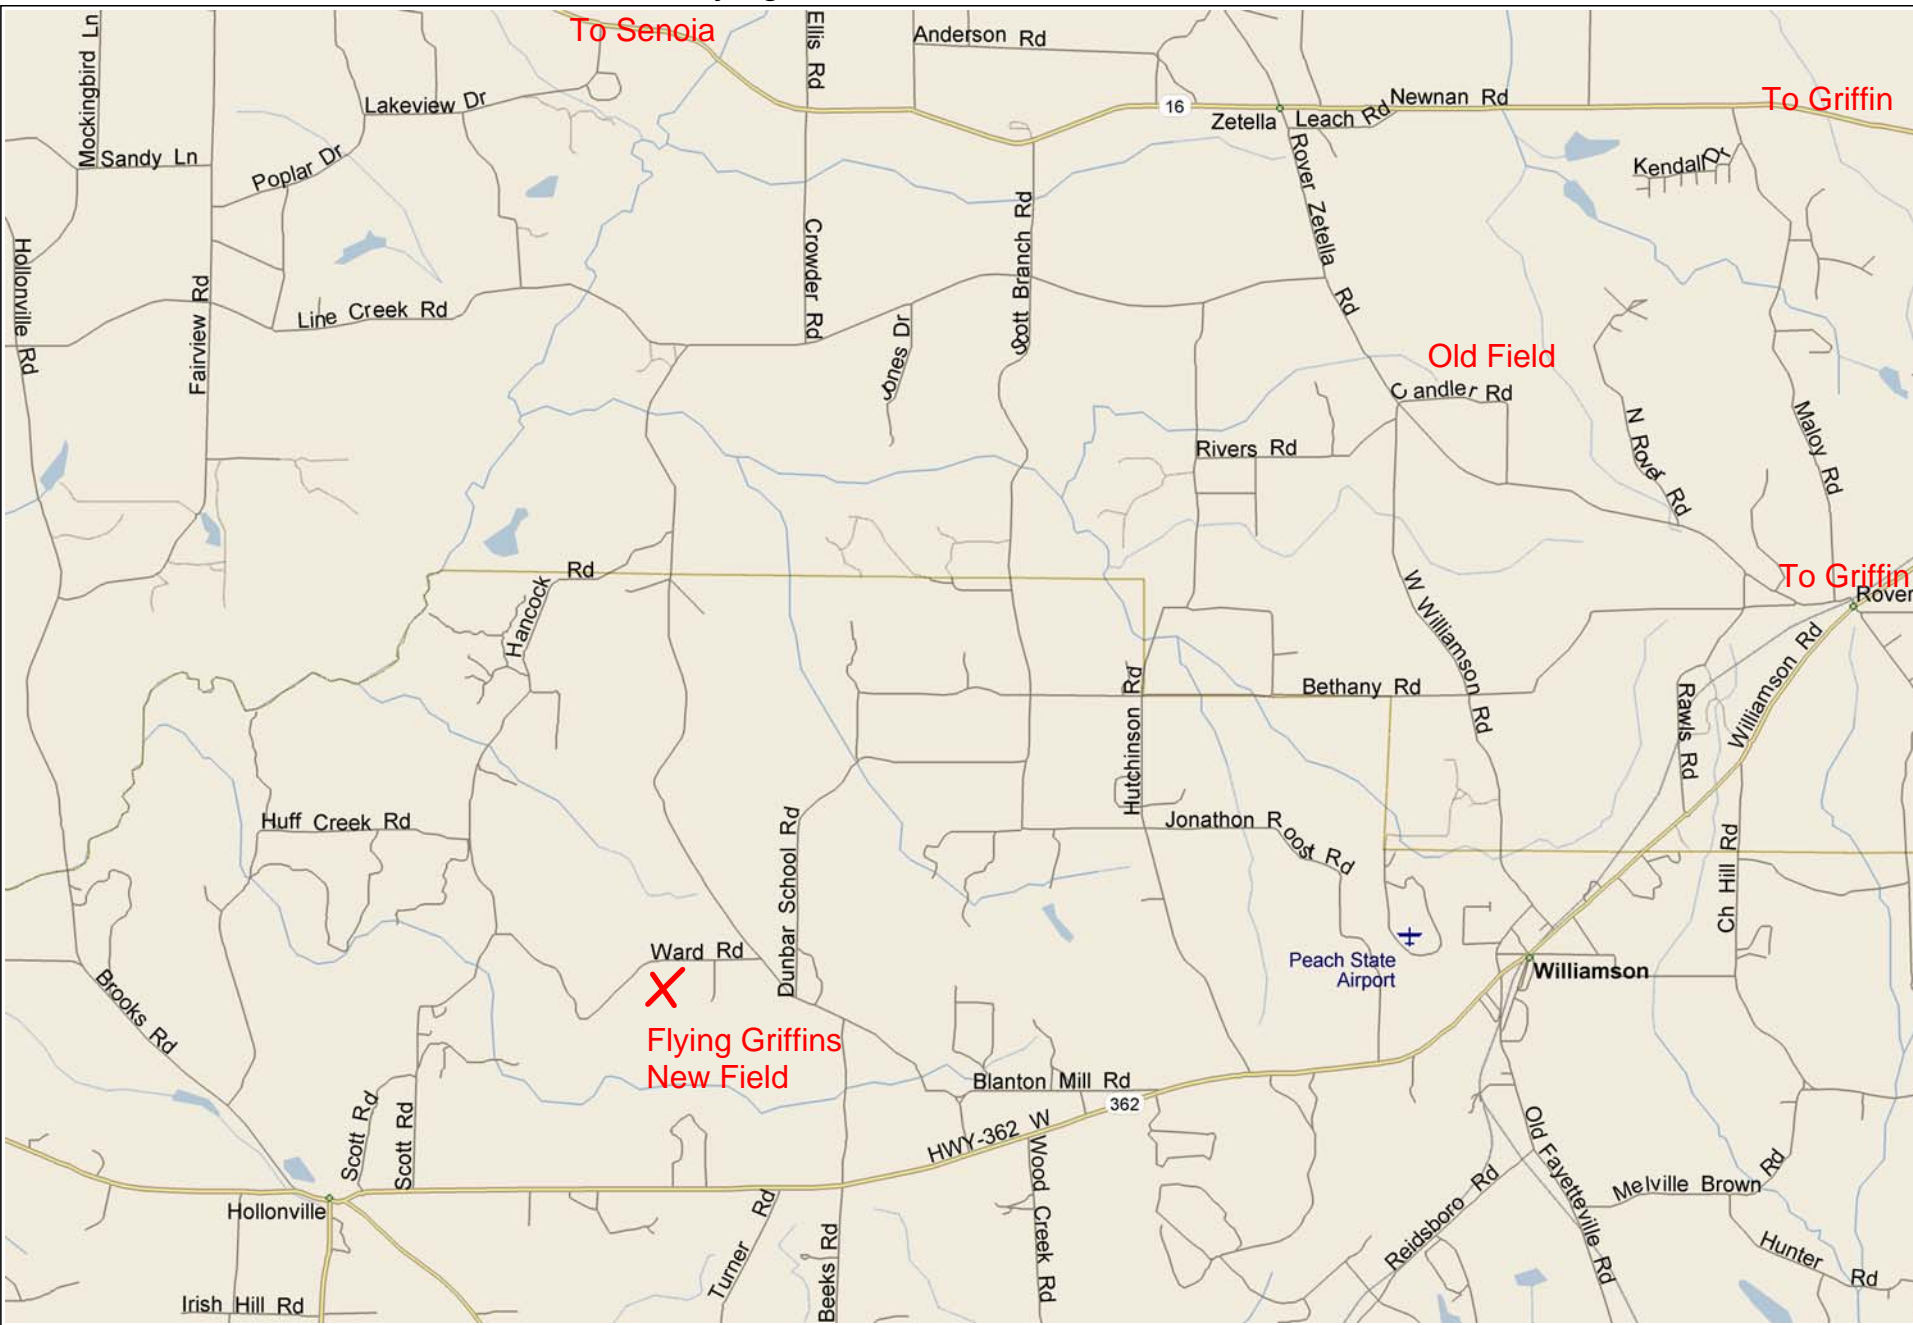 To Senoia
Mockingbird Ln
Ellis Rd
Anderson Rd
Lakeview Dr
16
Newnan Rd
To Griffin
Zetella
Leach Rd
Sandy Ln
Poplar Dr
Kendall Dr
Rover Zetella Rd
Hollonville Rd
Fairview Rd
Line Creek Rd
Crowder Rd
Scott Branch Rd
Jones Dr
Old Field
Candler Rd
N Rover Rd
Maloy Rd
Rivers Rd
Hancock Rd
To Griffin
Rover
W Williamson Rd
Hutchinson Rd
Bethany Rd
Rawls Rd
Williamson Rd
Huff Creek Rd
Dunbar School Rd
Jonathon Roost Rd
Ch Hill Rd
Ward Rd
Peach State
Airport
Williamson
Brooks Rd
Flying Griffins
New Field
Blanton Mill Rd
362
HWY-362 W
Scott Rd
Scott Rd
Wood Creek Rd
Old Fayetteville Rd
Reidsboro Rd
Melville Brown Rd
Hollonville
Turner Rd
Beeks Rd
Hunter Rd
Irish Hill Rd